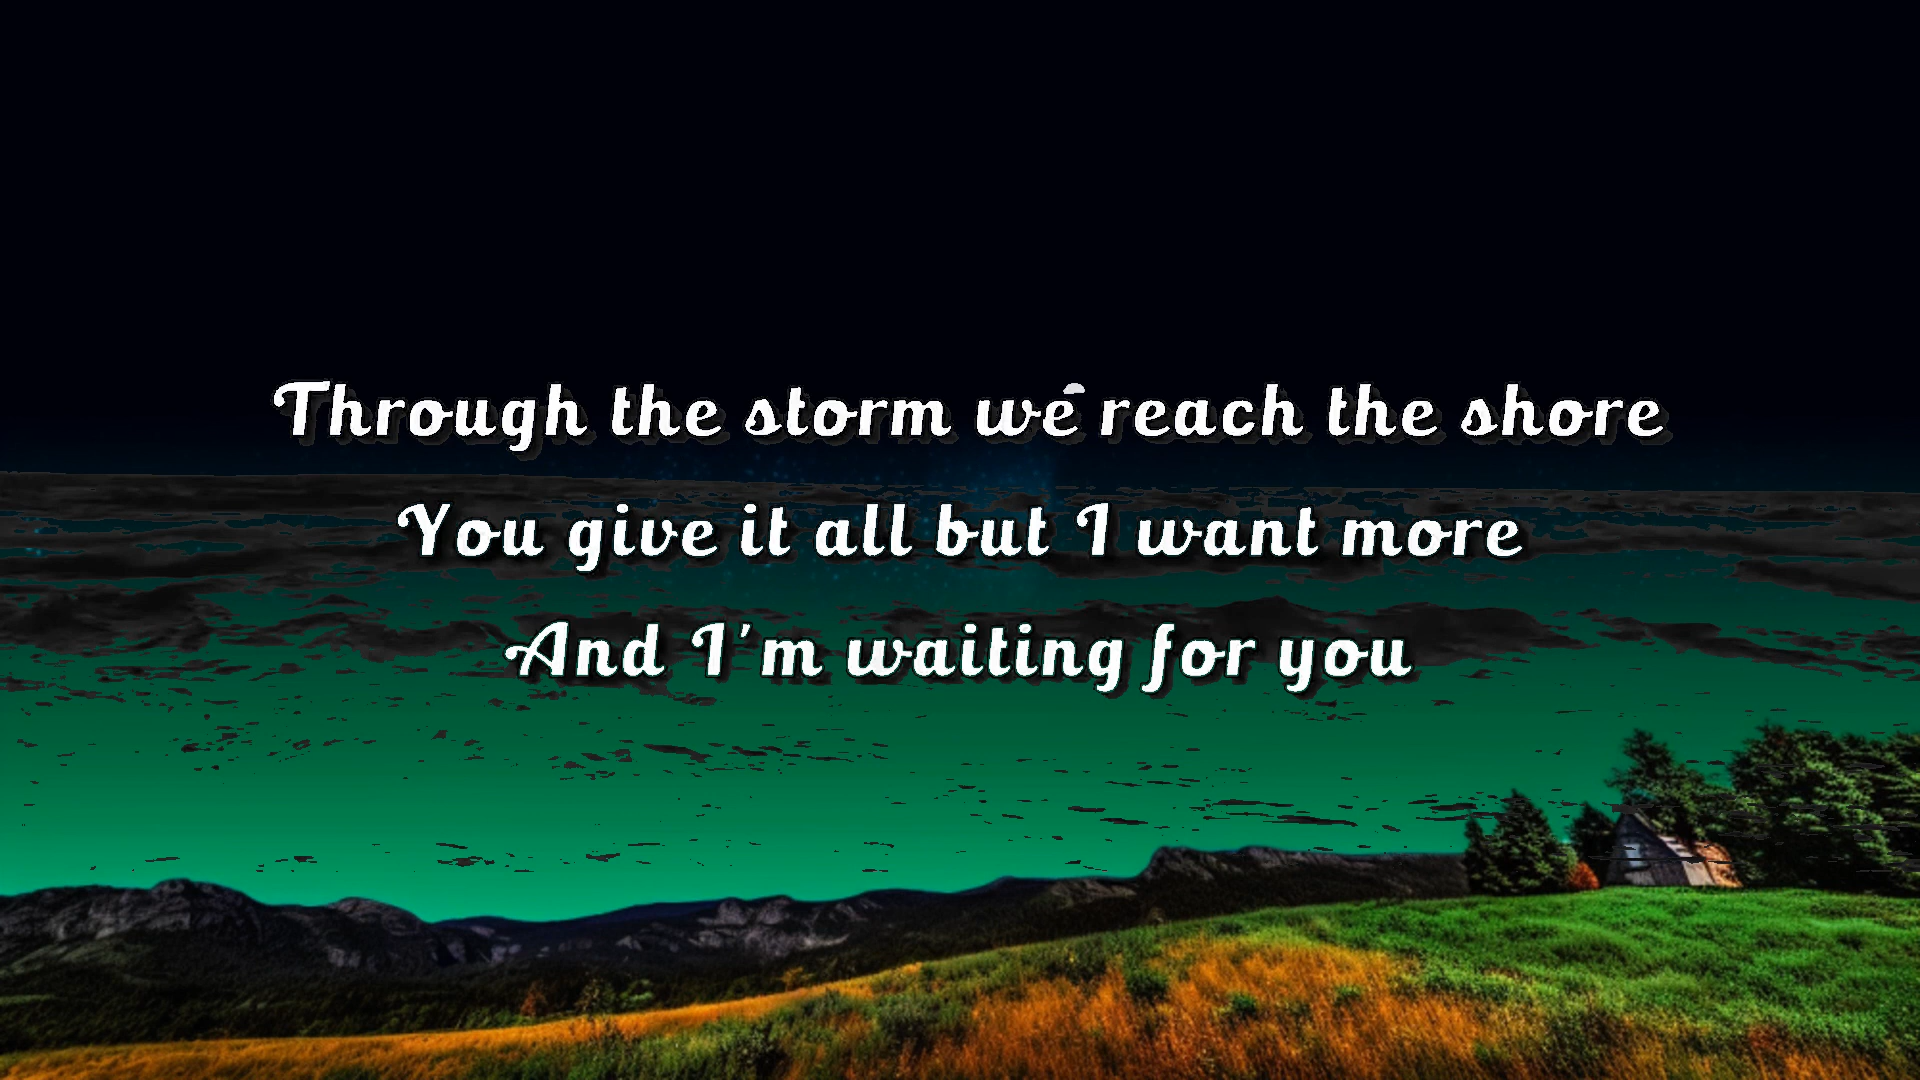 Through the storm we reach the shore
You give it all but I want more
And I'm waiting for you